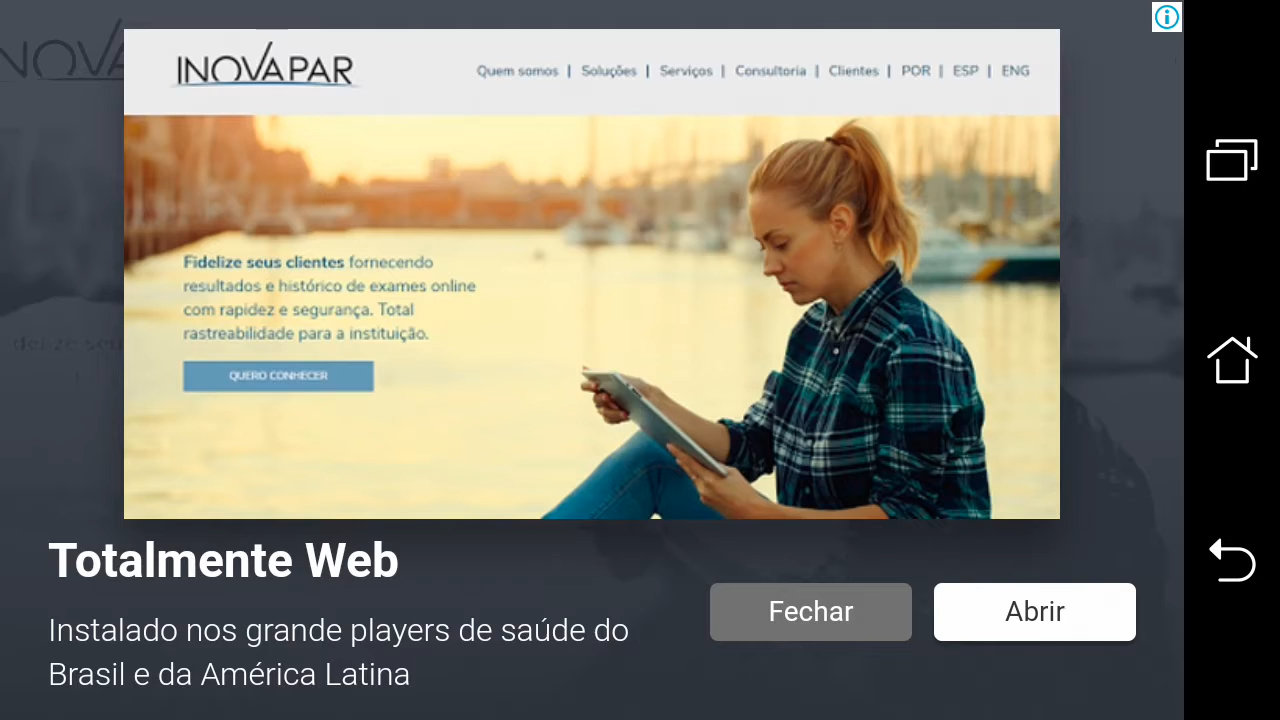 INOVAPAR
Quem somos | Soluções | Serviços | Consultoria | Clientes | POR | ESP | ENG
Fidelize seus clientes fornecendo
resultados e histórico de exames online
com rapidez e segurança. Total
rastreabilidade para a instituição.
QUERO CONHECER
Totalmente Web
Instalado nos grande players de saúde do
Brasil e da América Latina
Fechar
Abrir